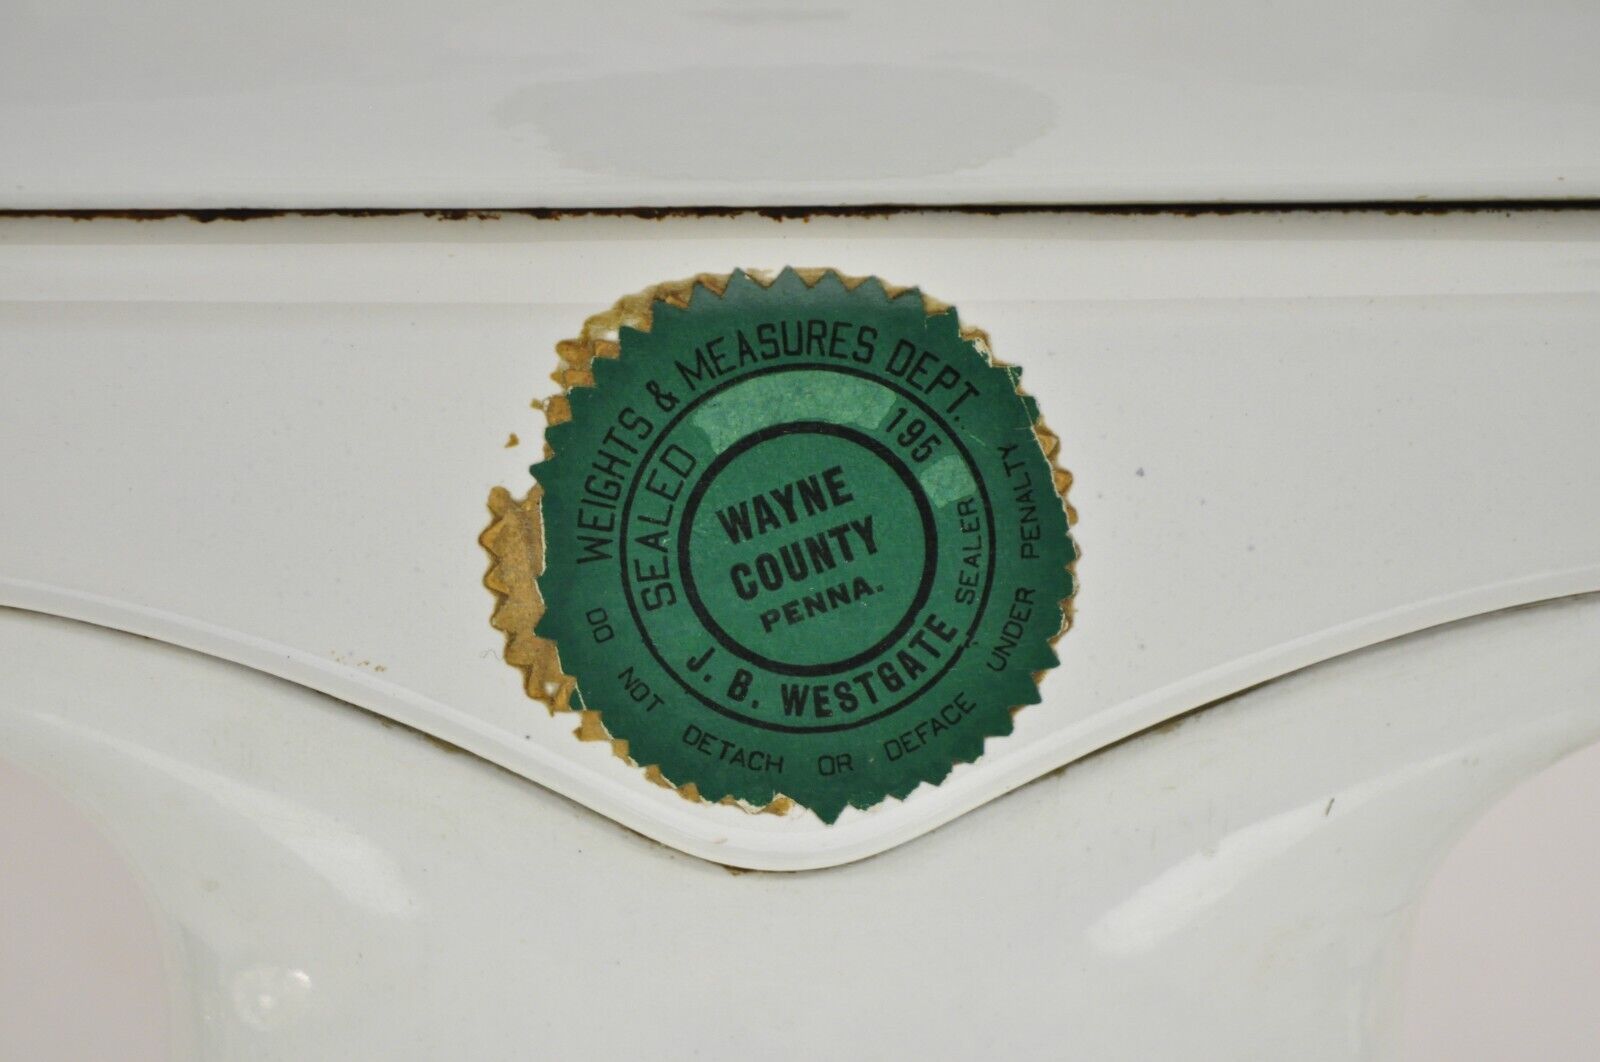 WEIGHTS & MEASURES DEPT.
SEALED 195
WAYNE
COUNTY
PENNA.
J. B. WESTGATE SEALER
DO NOT DETACH OR DEFACE UNDER PENALTY